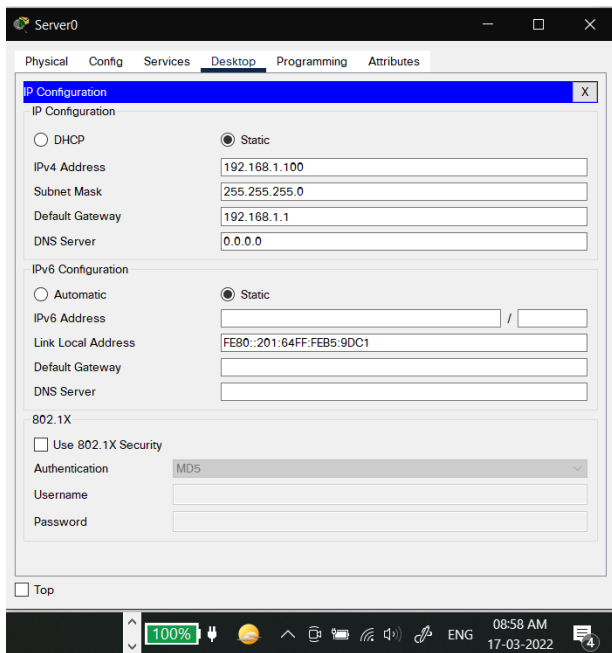 Server0
Physical Config Services Desktop Programming Attributes
IP Configuration X
IP Configuration
DHCP Static
IPv4 Address 192.168.1.100
Subnet Mask 255.255.255.0
Default Gateway 192.168.1.1
DNS Server 0.0.0.0
IPv6 Configuration
Automatic Static
IPv6 Address /
Link Local Address FE80::201:64FF:FEB5:9DC1
Default Gateway
DNS Server
802.1X
Use 802.1X Security
Authentication MD5
Username
Password
Top
100% ENG 08:58 AM
17-03-2022 4